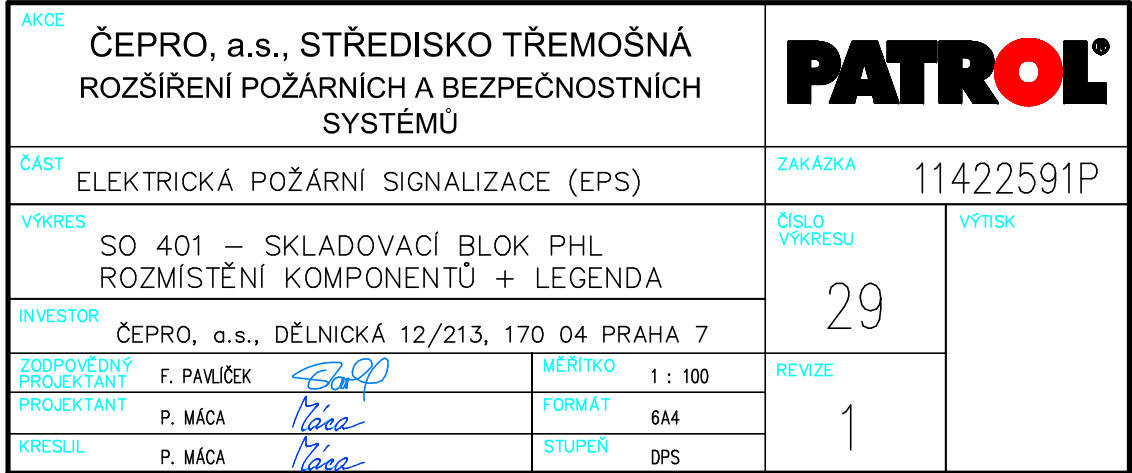 AKCE
ČEPRO, a.s., STŘEDISKO TŘEMOŠNÁ
ROZŠÍŘENÍ POŽÁRNÍCH A BEZPEČNOSTNÍCH
SYSTÉMŮ
PATROL®
ČÁST
ELEKTRICKÁ POŽÁRNÍ SIGNALIZACE (EPS)
ZAKÁZKA
11422591P
VÝKRES
SO 401 – SKLADOVACÍ BLOK PHL
ROZMÍSTĚNÍ KOMPONENTŮ + LEGENDA
ČÍSLO
VÝKRESU
29
VÝTISK
INVESTOR
ČEPRO, a.s., DĚLNICKÁ 12/213, 170 04 PRAHA 7
ZODPOVĚDNÝ
PROJEKTANT
F. PAVLÍČEK
MĚŘÍTKO
1 : 100
REVIZE
1
PROJEKTANT
P. MÁCA
Máca
FORMÁT
6A4
KRESLIL
P. MÁCA
Máca
STUPEŇ
DPS